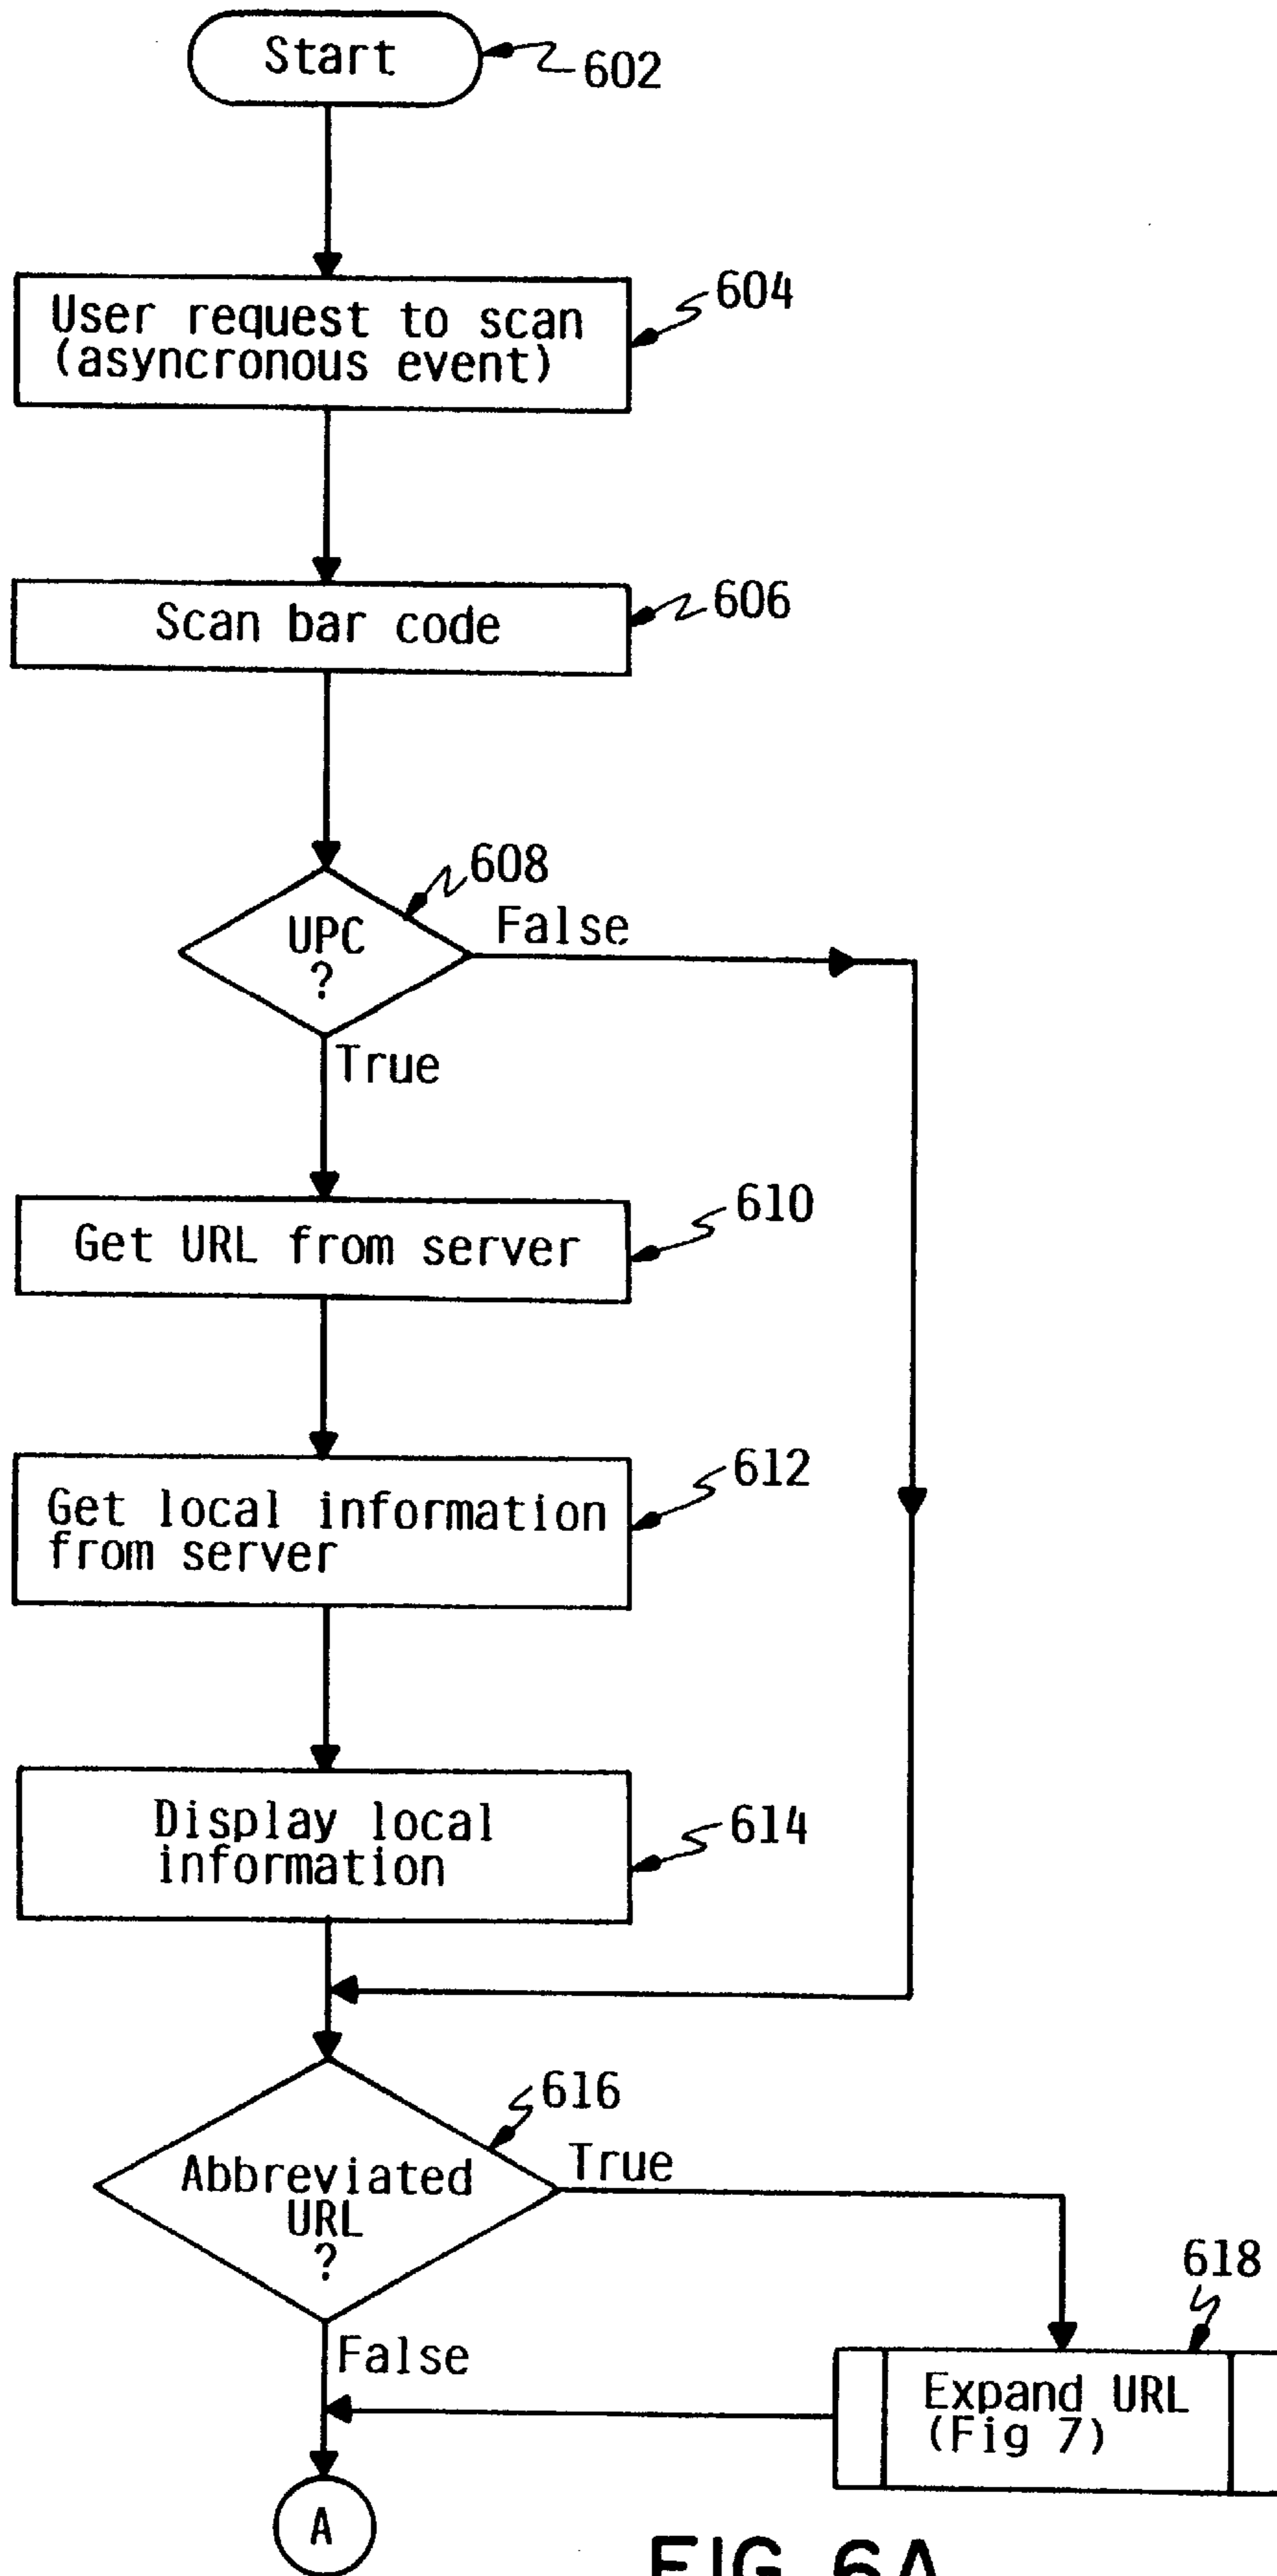 Start
602
User request to scan
(asyncronous event)
604
Scan bar code
606
608
UPC
?
False
True
Get URL from server
610
Get local information
from server
612
Display local
information
614
616
Abbreviated
URL
?
True
618
False
Expand URL
(Fig 7)
A
FIG. 6A